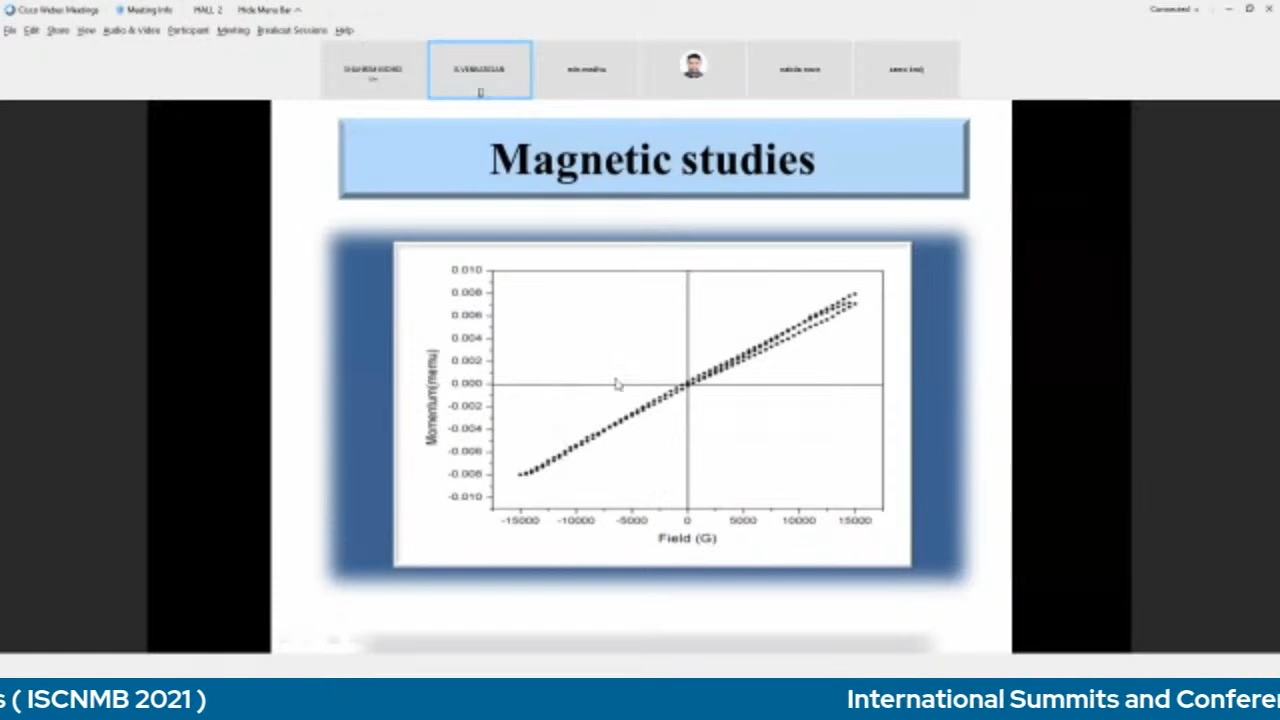 Cisco Webex Meetings Meeting Info HALL 2 Hide Menu Bar
Connected
File Edit Share View Audio & Video Participant Meeting Breakout Sessions Help
Magnetic studies
0.010
0.008
0.006
0.004
0.002
0.000
-0.002
-0.004
-0.006
-0.008
-0.010
Momentum(memu)
-15000 -10000 -5000 0 5000 10000 15000
Field (G)
s ( ISCNMB 2021 )
International Summits and Conferen